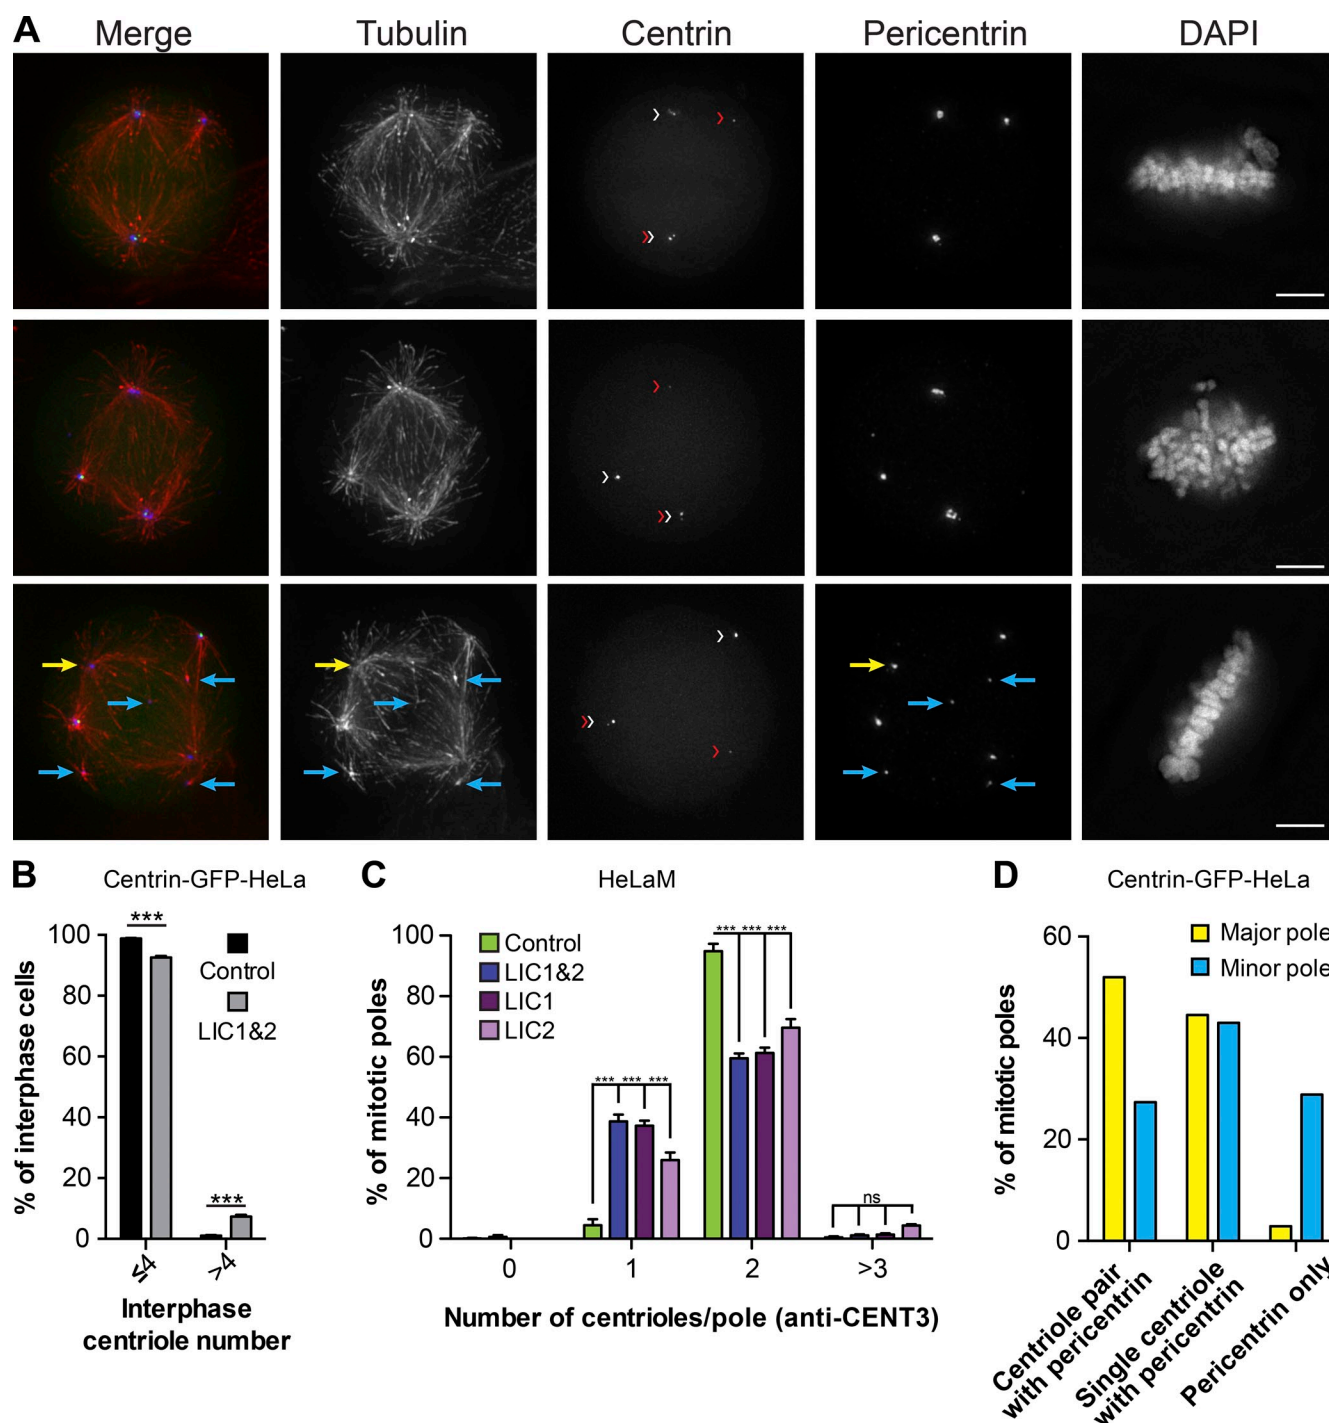 A
Merge
Tubulin
Centrin
Pericentrin
DAPI
B
Centrin-GFP-HeLa
% of interphase cells
100
80
60
40
20
0
***
***
Control
LIC1&2
≤4
>4
Interphase
centriole number
C
HeLaM
% of mitotic poles
100
80
60
40
20
0
Control
LIC1&2
LIC1
LIC2
*** *** ***
*** *** ***
ns
0
1
2
>3
Number of centrioles/pole (anti-CENT3)
D
Centrin-GFP-HeLa
% of mitotic poles
60
40
20
0
Major pole
Minor pole
Centriole pair
with pericentrin
Single centriole
with pericentrin
Pericentrin only